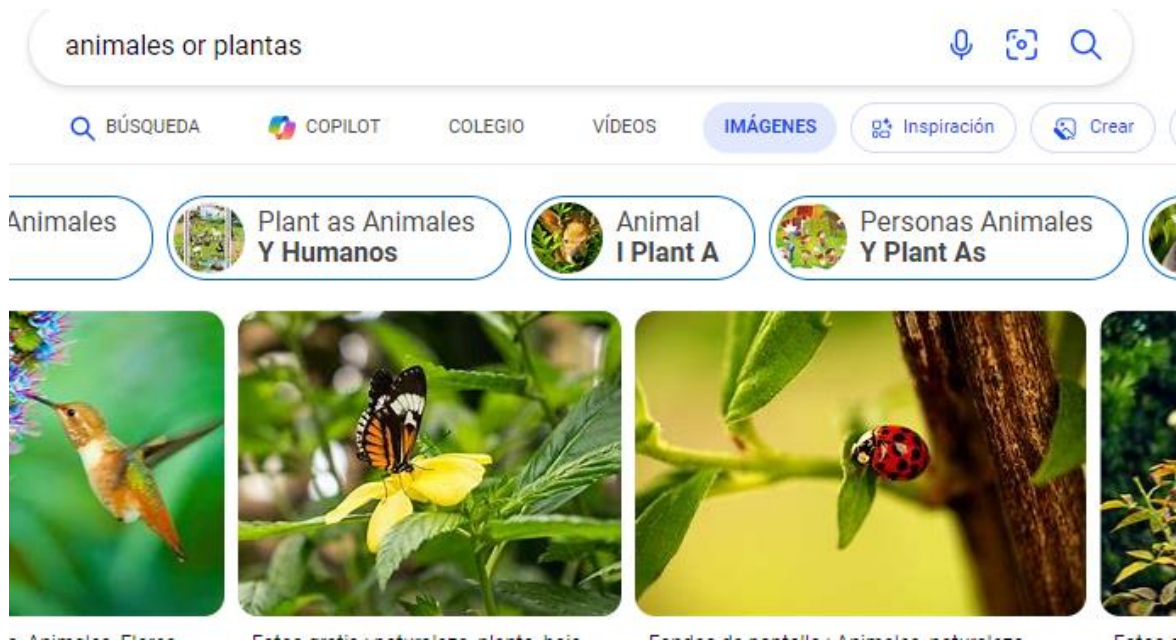 animales or plantas
BÚSQUEDA COPILOT COLEGIO VÍDEOS IMÁGENES Inspiración Crear
Animales
Plant as Animales
Y Humanos
Animal
I Plant A
Personas Animales
Y Plant As